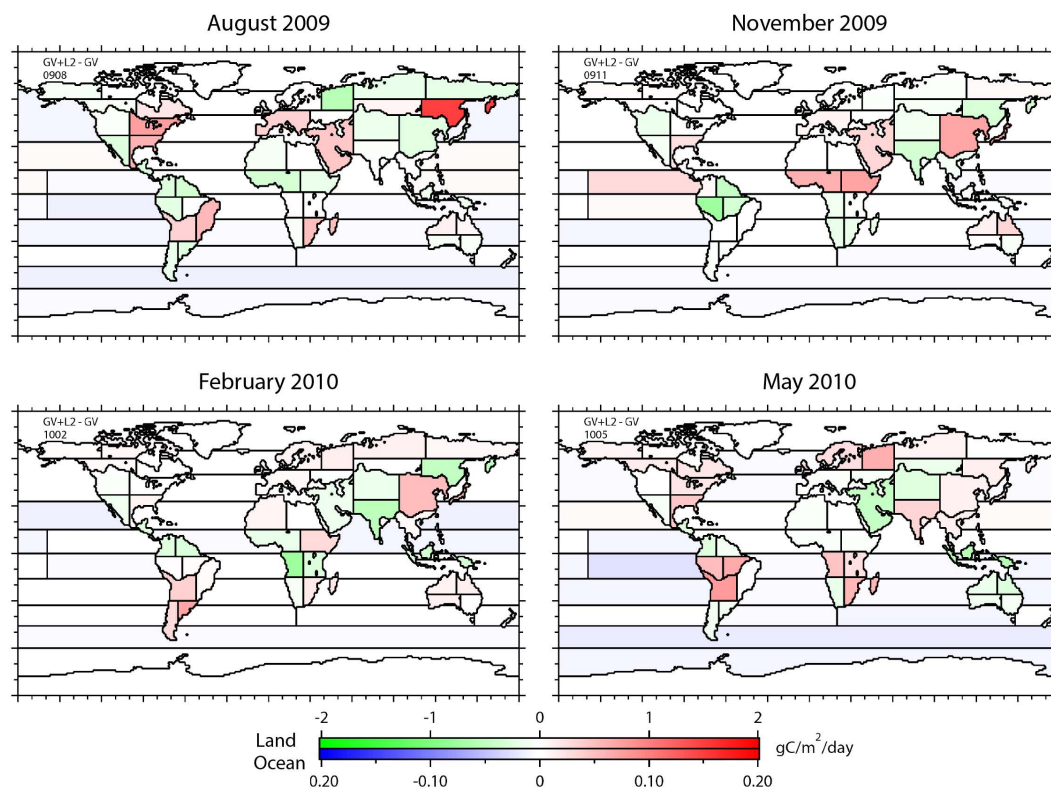 August 2009
November 2009
GV+L2 - GV
0908
GV+L2 - GV
0911
February 2010
May 2010
GV+L2 - GV
1002
GV+L2 - GV
1005
-2 -1 0 1 2
Land
Ocean
gC/m²/day
0.20 -0.10 0 0.10 0.20